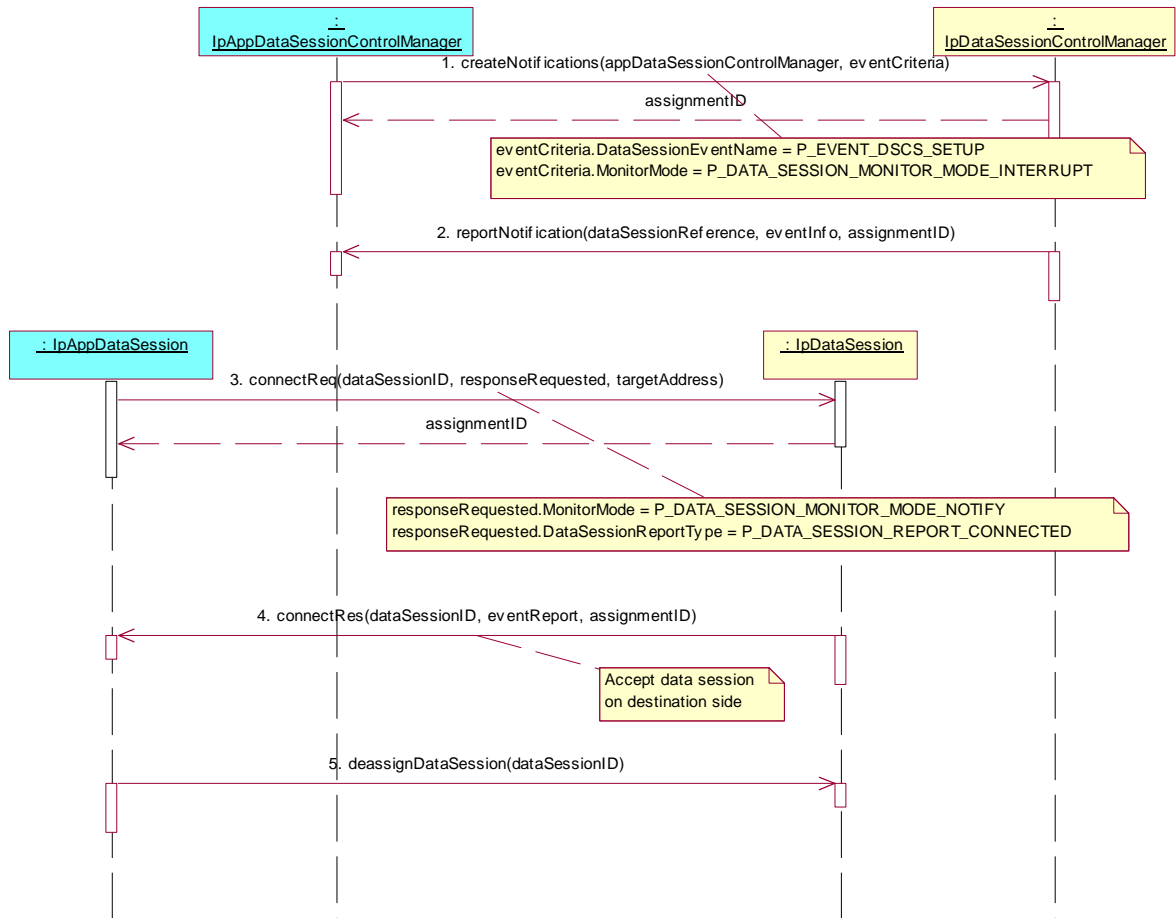 :
IpAppDataSessionControlManager
:
IpDataSessionControlManager
1. createNotifications(appDataSessionControlManager, eventCriteria)
assignmentID
eventCriteria.DataSessionEventName = P_EVENT_DSCS_SETUP
eventCriteria.MonitorMode = P_DATA_SESSION_MONITOR_MODE_INTERRUPT
2. reportNotification(dataSessionReference, eventInfo, assignmentID)
: IpAppDataSession
: IpDataSession
3. connectReq(dataSessionID, responseRequested, targetAddress)
assignmentID
responseRequested.MonitorMode = P_DATA_SESSION_MONITOR_MODE_NOTIFY
responseRequested.DataSessionReportType = P_DATA_SESSION_REPORT_CONNECTED
4. connectRes(dataSessionID, eventReport, assignmentID)
Accept data session
on destination side
5. deassignDataSession(dataSessionID)